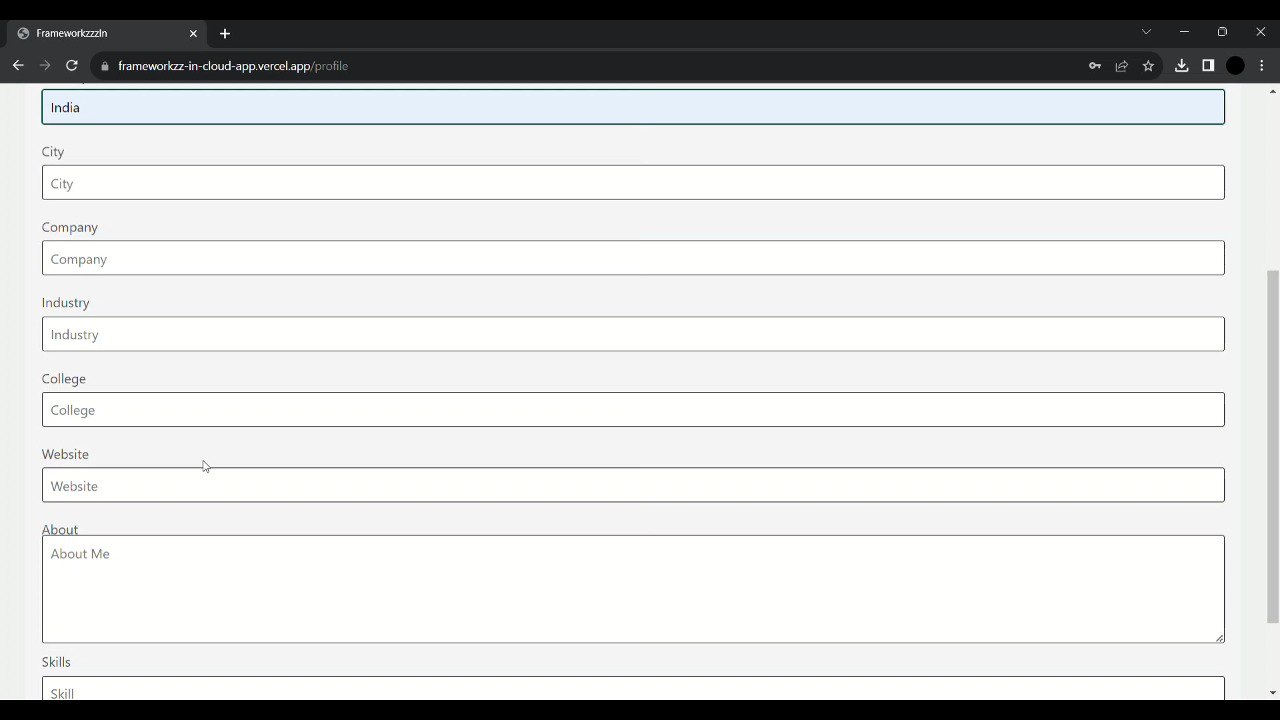 FrameworkzzzIn
frameworkzz-in-cloud-app.vercel.app/profile
India
City
City
Company
Company
Industry
Industry
College
College
Website
Website
About
About Me
Skills
Skill